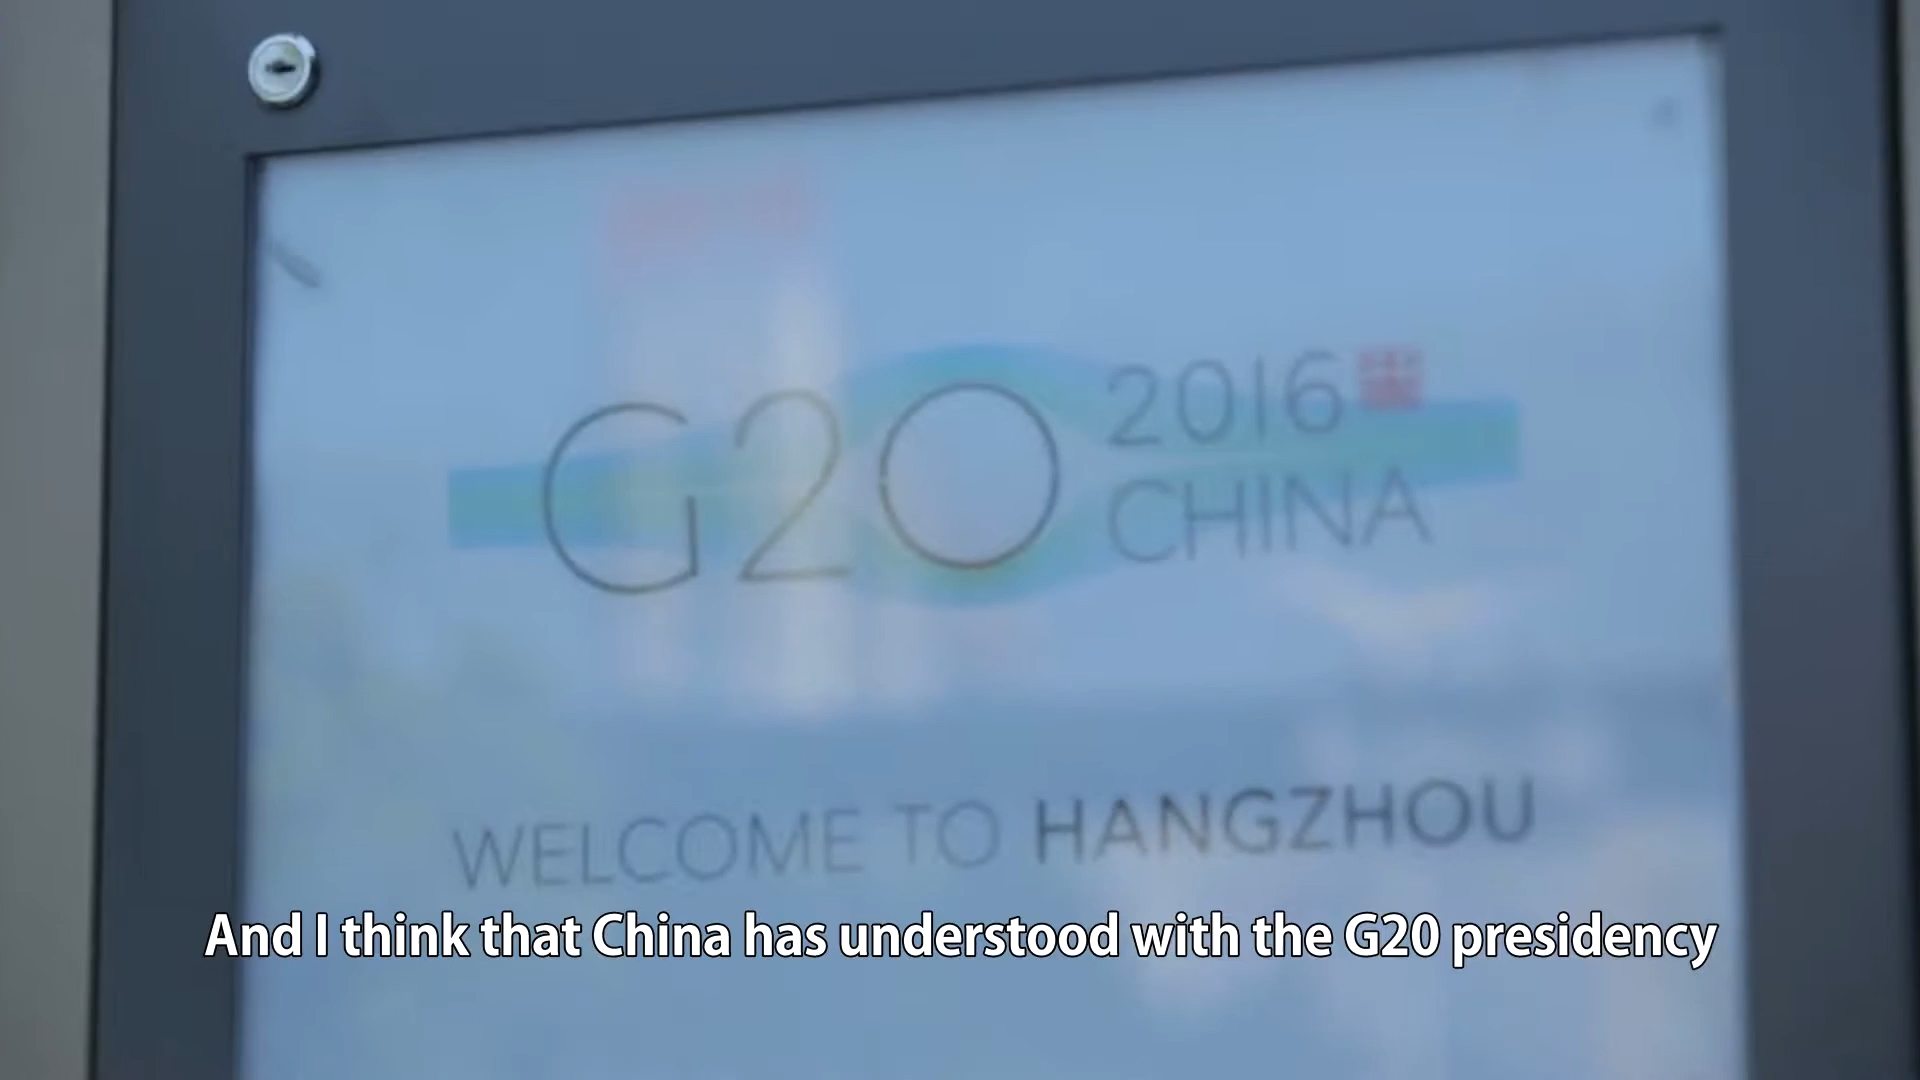 G20 2016
CHINA
WELCOME TO HANGZHOU
And I think that China has understood with the G20 presidency